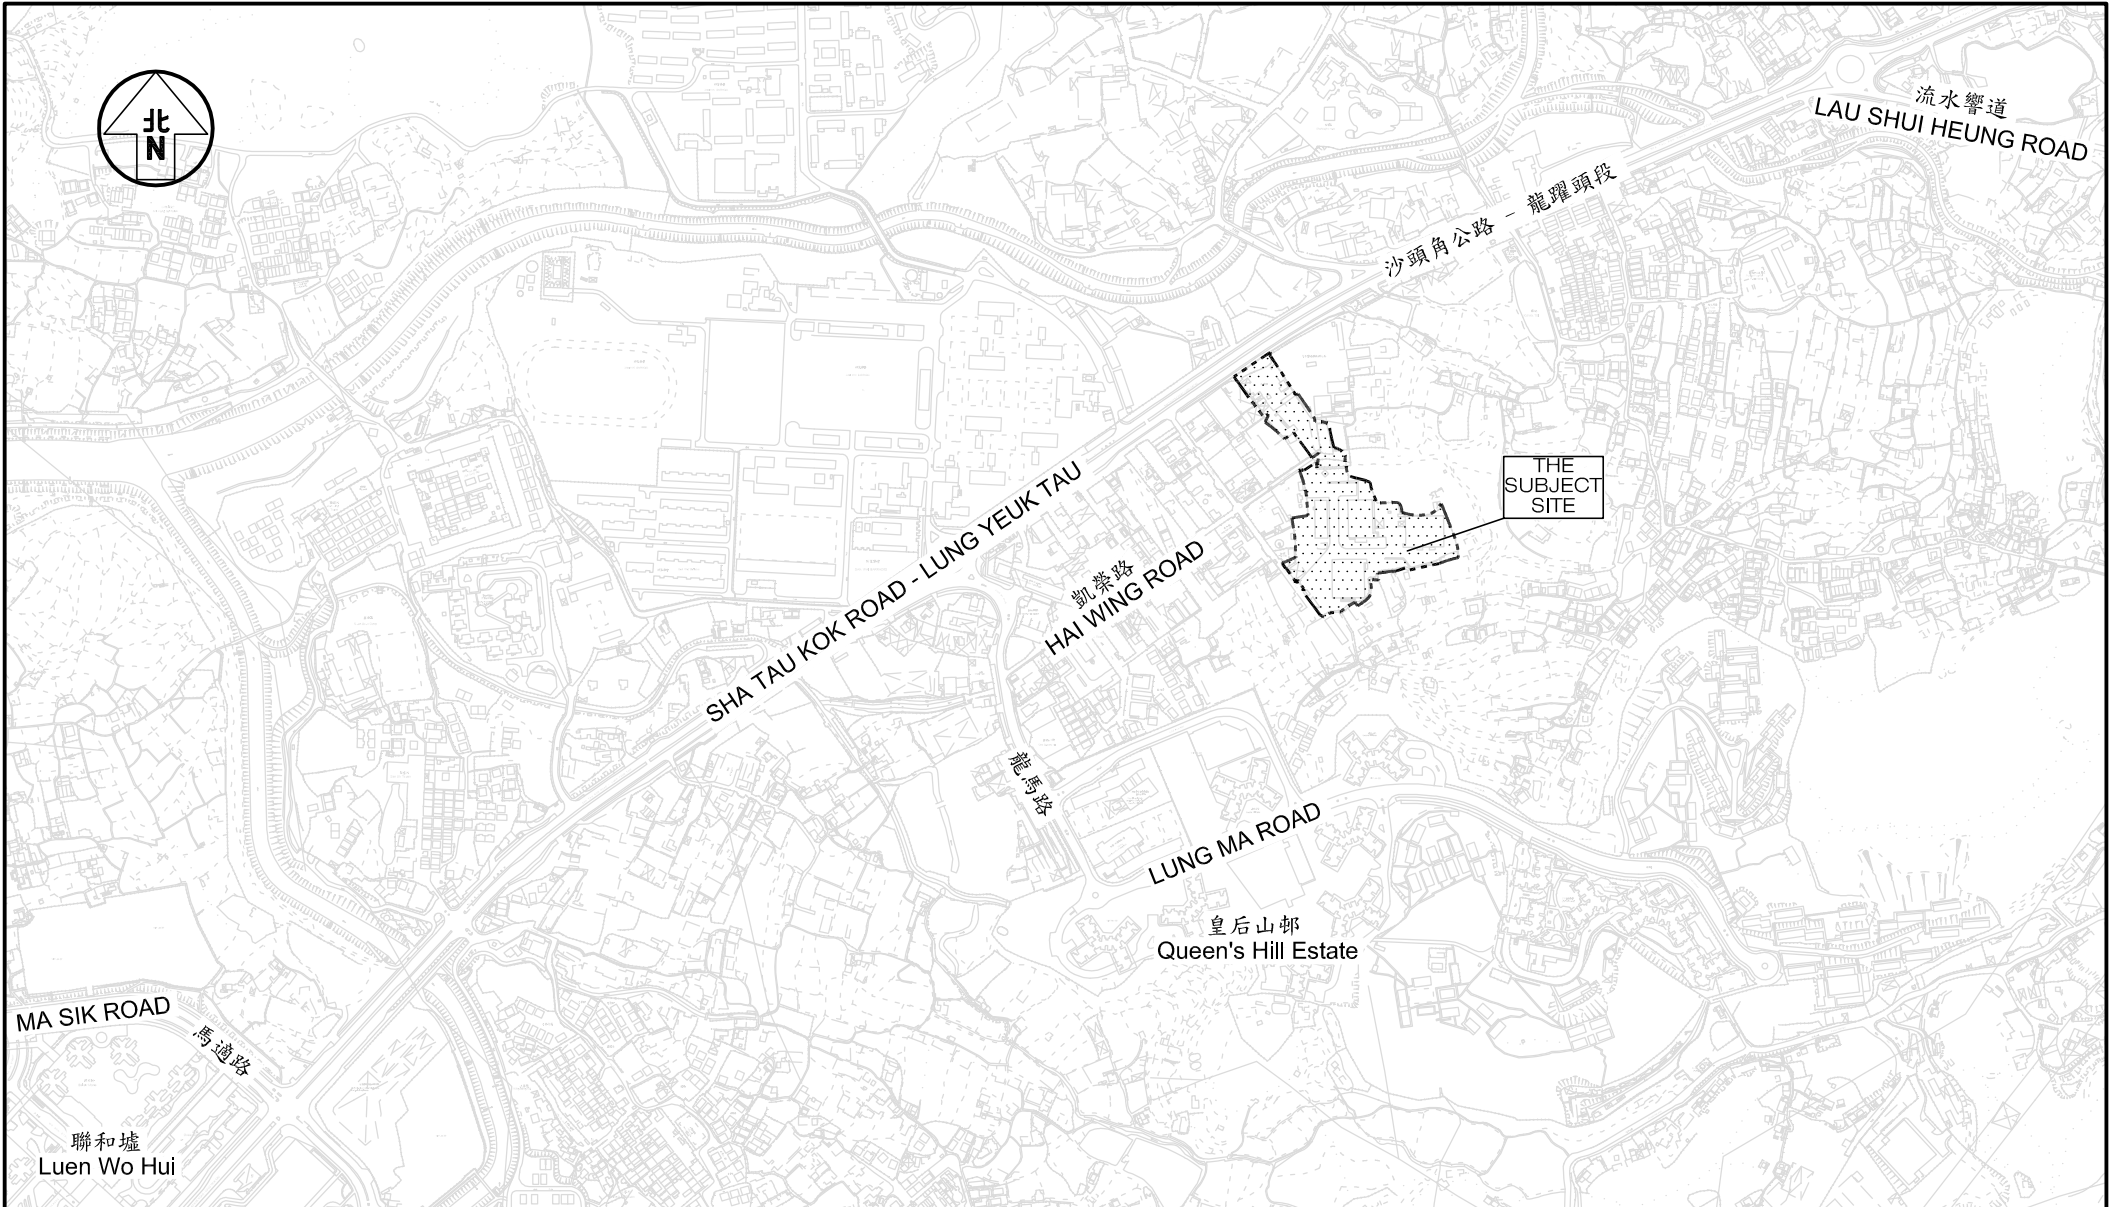 北
N
流水響道
LAU SHUI HEUNG ROAD
沙頭角公路 - 龍躍頭段
THE
SUBJECT
SITE
SHA TAU KOK ROAD - LUNG YEUK TAU
凱榮路
HAI WING ROAD
龍馬路
LUNG MA ROAD
皇后山邨
Queen's Hill Estate
MA SIK ROAD
馬適路
聯和墟
Luen Wo Hui